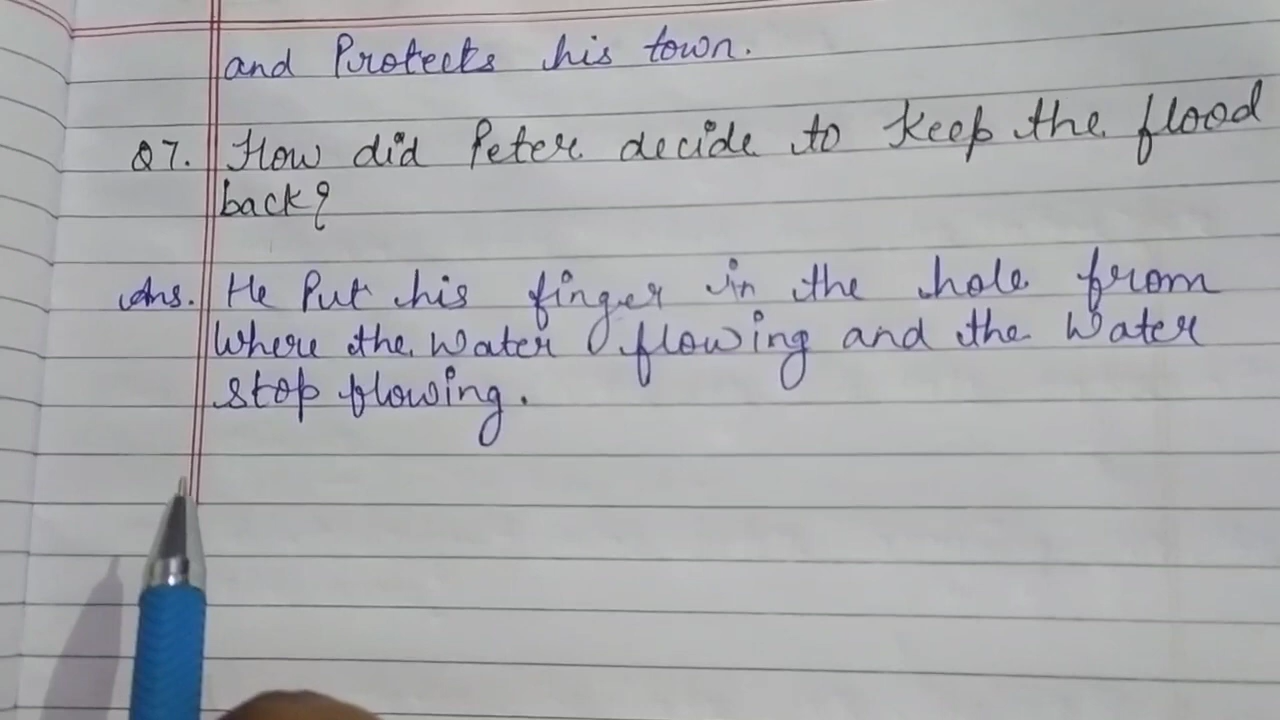 and Protects his town.
Q7. How did Peter decide to keep the flood
back?
Ans. He Put his finger in the hole from
where the water flowing and the water
stop flowing.